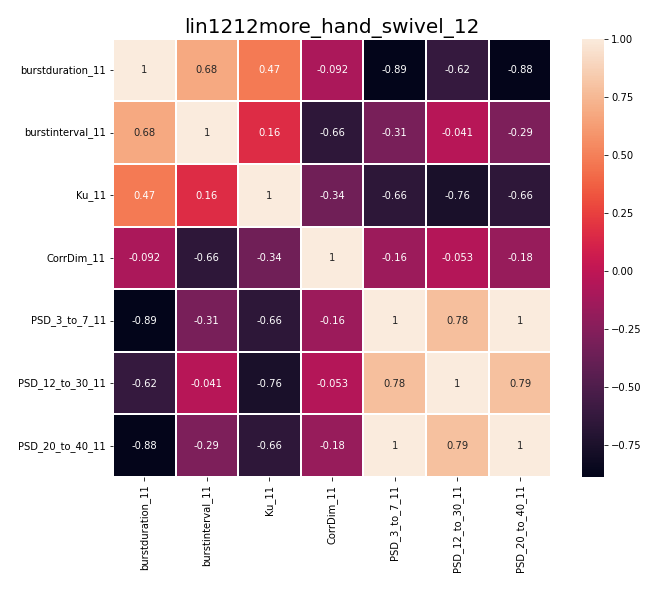 lin1212more_hand_swivel_12
burstduration_11 1 0.68 0.47 -0.092 -0.89 -0.62 -0.88
burstinterval_11 0.68 1 0.16 -0.66 -0.31 -0.041 -0.29
Ku_11 0.47 0.16 1 -0.34 -0.66 -0.76 -0.66
CorrDim_11 -0.092 -0.66 -0.34 1 -0.16 -0.053 -0.18
PSD_3_to_7_11 -0.89 -0.31 -0.66 -0.16 1 0.78 1
PSD_12_to_30_11 -0.62 -0.041 -0.76 -0.053 0.78 1 0.79
PSD_20_to_40_11 -0.88 -0.29 -0.66 -0.18 1 0.79 1
burstduration_11
burstinterval_11
Ku_11
CorrDim_11
PSD_3_to_7_11
PSD_12_to_30_11
PSD_20_to_40_11
1.00
0.75
0.50
0.25
0.00
−0.25
−0.50
−0.75